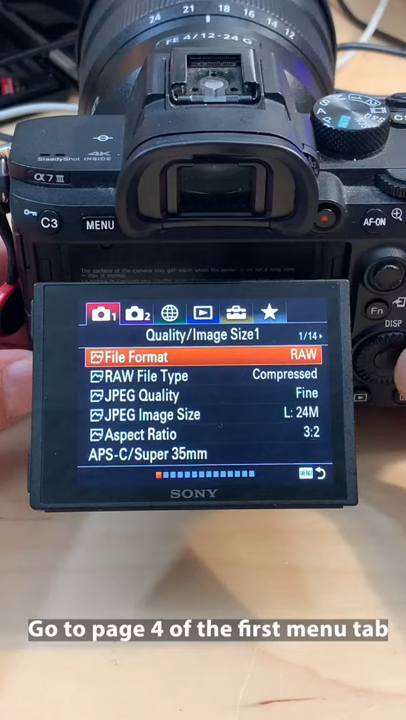 24 21 18 16 14 12
FE 4/12-24 G
SteadyShot INSIDE 4K
α7 III
C3
MENU
AF-ON
Fn
DISP
1 2
Quality/Image Size1 1/14
File Format RAW
RAW File Type Compressed
JPEG Quality Fine
JPEG Image Size L: 24M
Aspect Ratio 3:2
APS-C/Super 35mm
MENU
SONY
Go to page 4 of the first menu tab